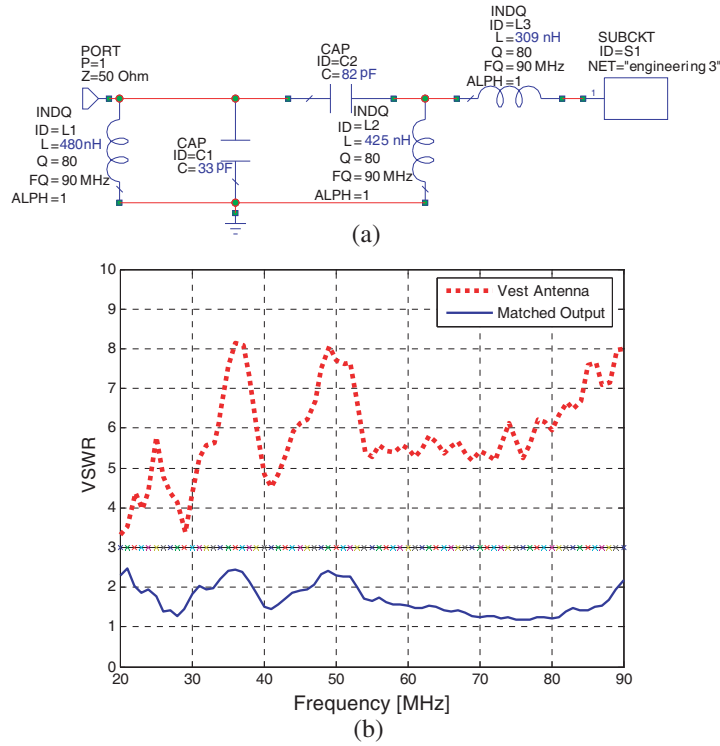 PORT
P=1
Z=50 Ohm
INDQ
ID=L1
L=480nH
Q=80
FQ=90 MHz
ALPH=1
CAP
ID=C1
C=33 pF
CAP
ID=C2
C=82 pF
INDQ
ID=L2
L=425 nH
Q=80
FQ=90 MHz
ALPH=1
INDQ
ID=L3
L=309 nH
Q=80
FQ=90 MHz
ALPH=1
SUBCKT
ID=S1
NET="engineering 3"
1
(a)
10
9
8
7
6
5
4
3
2
1
0
VSWR
Vest Antenna
Matched Output
20 30 40 50 60 70 80 90
Frequency [MHz]
(b)